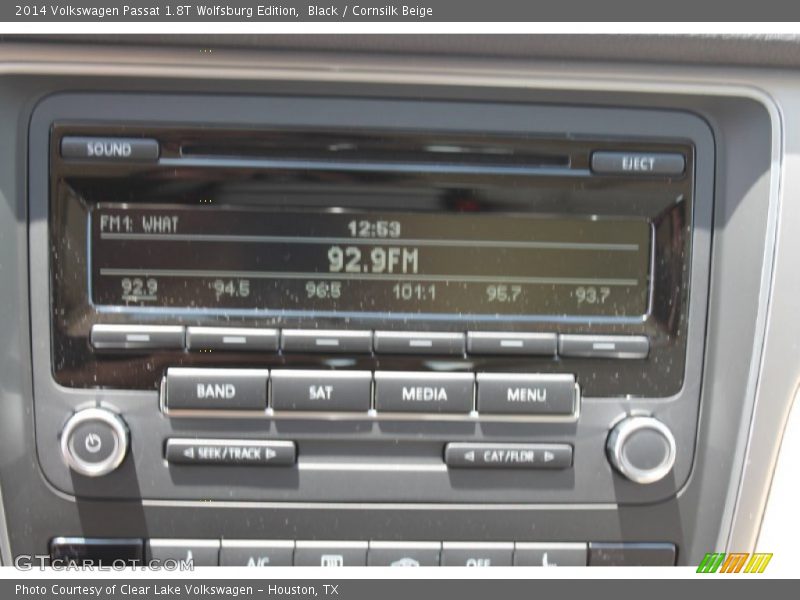 2014 Volkswagen Passat 1.8T Wolfsburg Edition, Black / Cornsilk Beige
SOUND
EJECT
FM1: WHAT
12:53
92.9FM
92.9 94.5 96.5 101.1 95.7 93.7
BAND SAT MEDIA MENU
SEEK/TRACK
CAT/FLDR
A/C
OFF
GTCARLOT.COM
Photo Courtesy of Clear Lake Volkswagen - Houston, TX